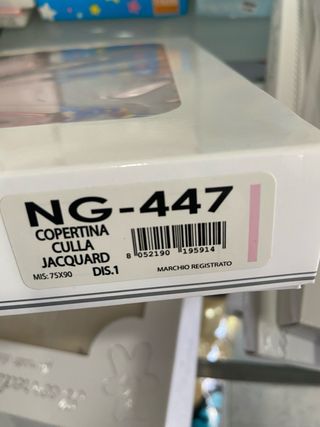 NG-447
COPERTINA
CULLA
JACQUARD
MIS: 75X90
DIS.1
8 052190 195914
MARCHIO REGISTRATO